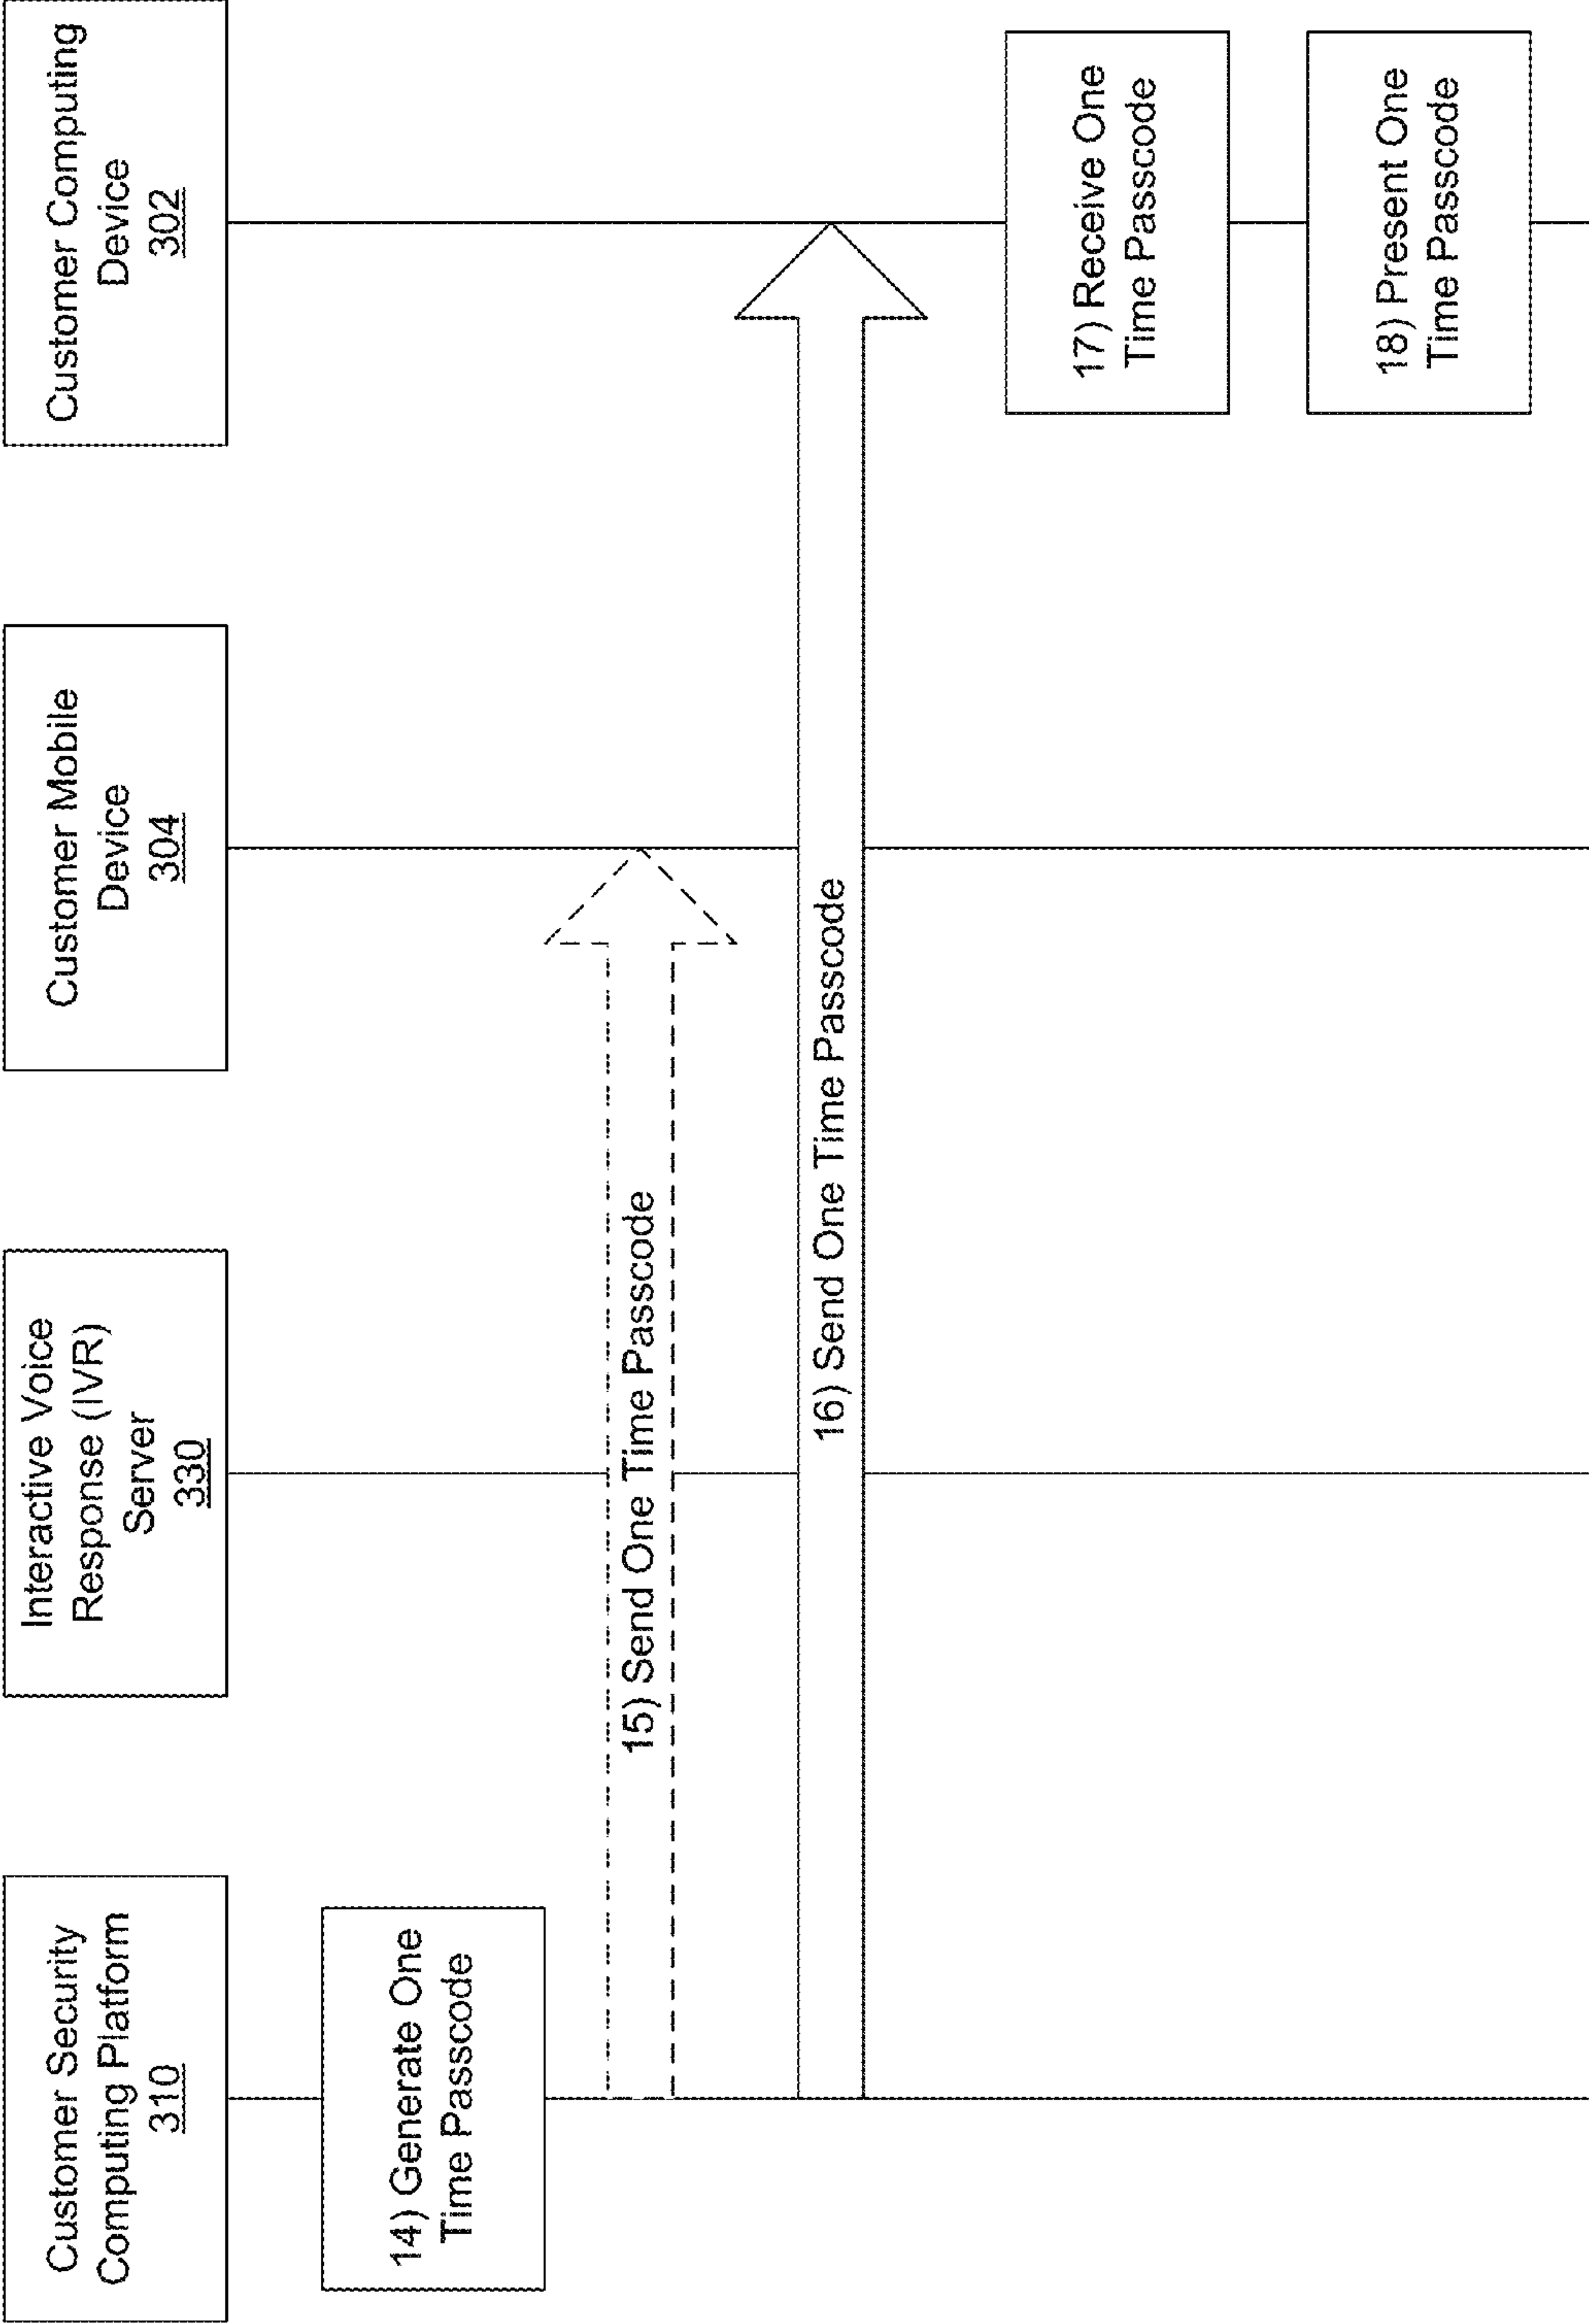 Customer Security
Computing Platform
310
Interactive Voice
Response (IVR)
Server
330
Customer Mobile
Device
304
Customer Computing
Device
302
14) Generate One
Time Passcode
15) Send One Time Passcode
16) Send One Time Passcode
17) Receive One
Time Passcode
18) Present One
Time Passcode